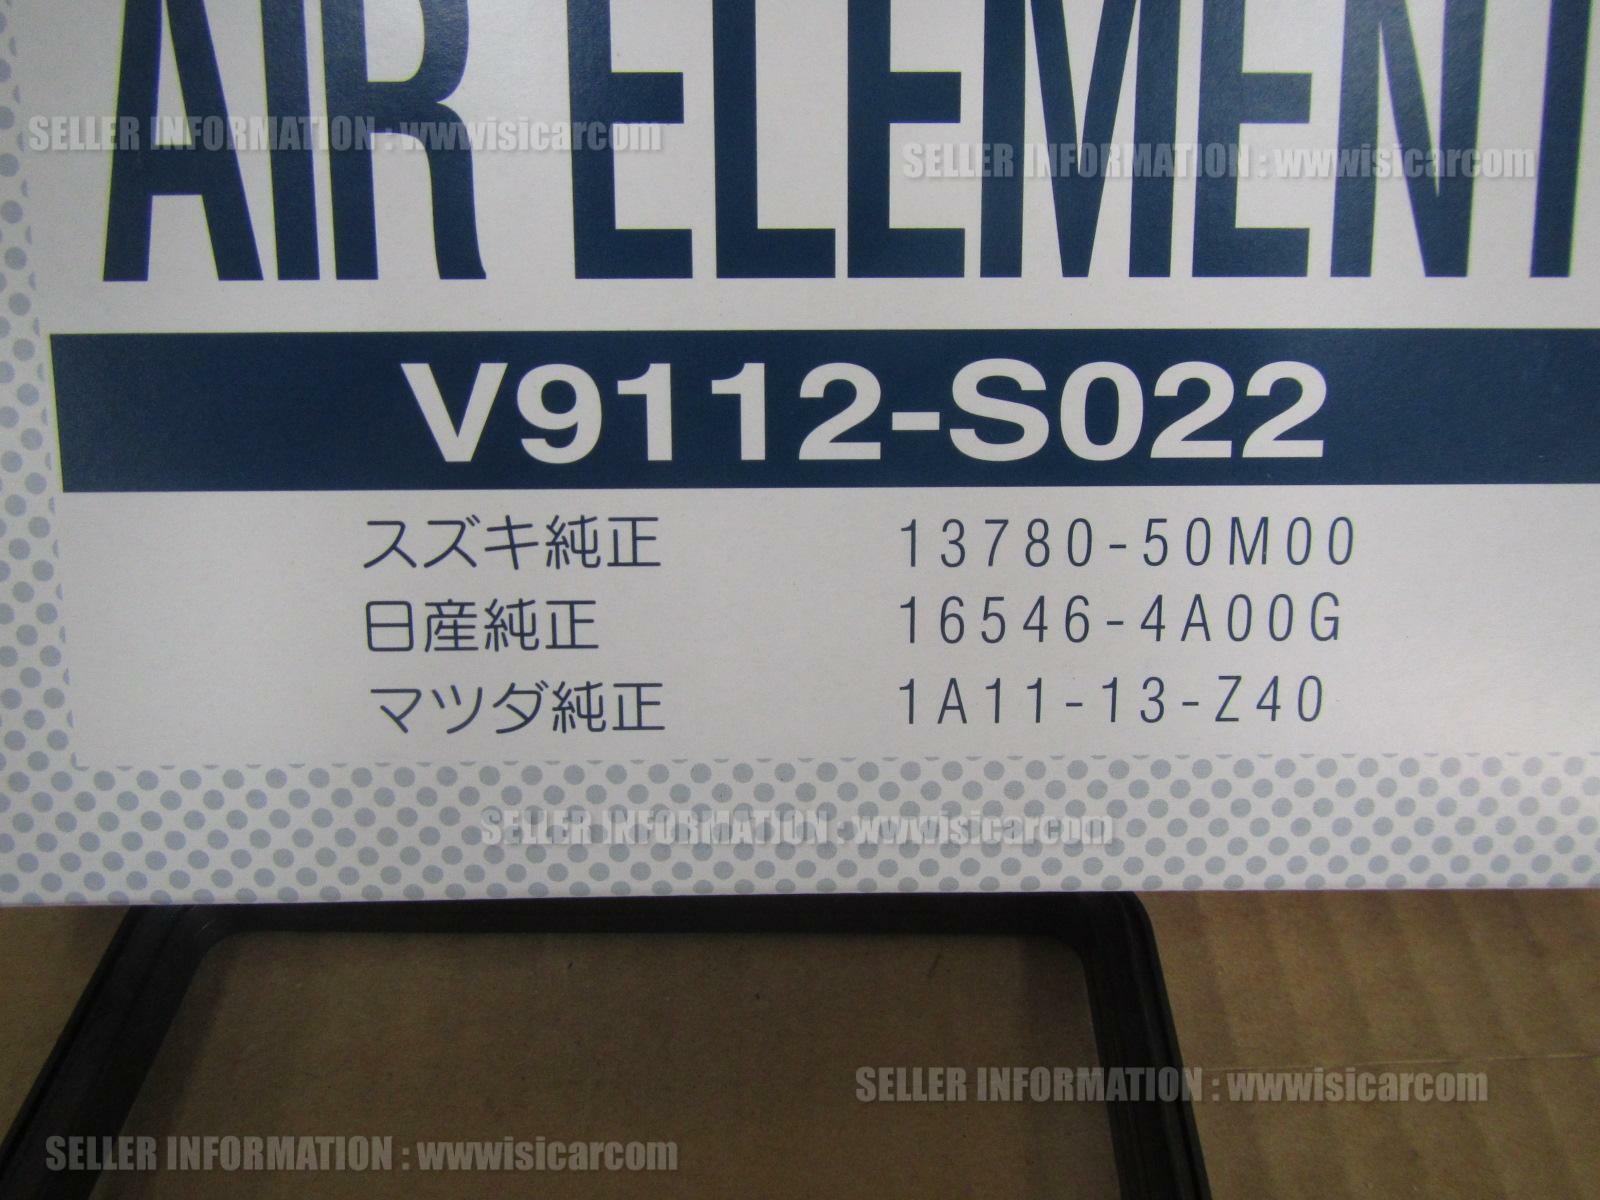 AIR ELEMENT
SELLER INFORMATION : wwwisicarcom
SELLER INFORMATION : wwwisicarcom
V9112-S022
スズキ純正 13780-50M00
日産純正 16546-4A00G
マツダ純正 1A11-13-Z40
SELLER INFORMATION : wwwisicarcom
SELLER INFORMATION : wwwisicarcom
SELLER INFORMATION : wwwisicarcom